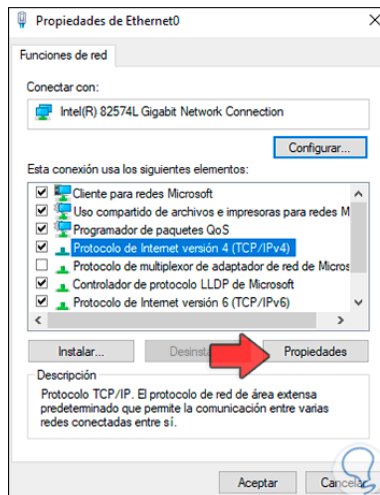 Propiedades de Ethernet0
Funciones de red
Conectar con:
Intel(R) 82574L Gigabit Network Connection
Configurar...
Esta conexión usa los siguientes elementos:
Cliente para redes Microsoft
Uso compartido de archivos e impresoras para redes M
Programador de paquetes QoS
Protocolo de Internet versión 4 (TCP/IPv4)
Protocolo de multiplexor de adaptador de red de Micros
Controlador de protocolo LLDP de Microsoft
Protocolo de Internet versión 6 (TCP/IPv6)
Instalar... Desinsta Propiedades
Descripción
Protocolo TCP/IP. El protocolo de red de área extensa
predeterminado que permite la comunicación entre varias
redes conectadas entre sí.
Aceptar Cancelar